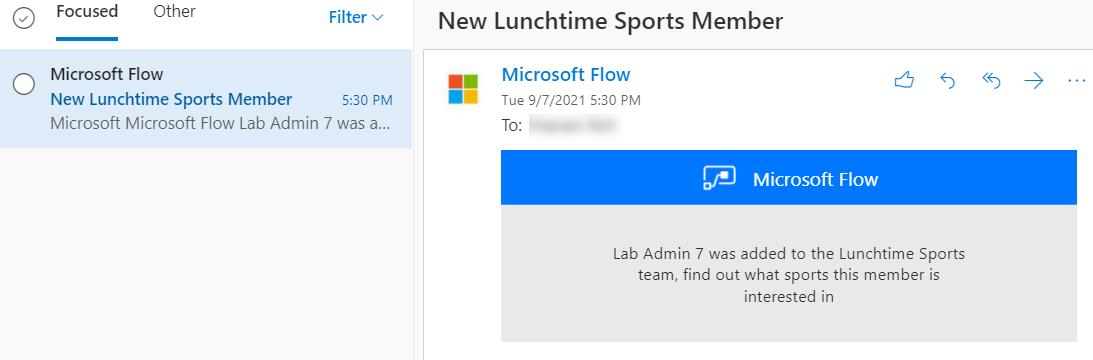 Focused Other Filter
Microsoft Flow
New Lunchtime Sports Member 5:30 PM
Microsoft Microsoft Flow Lab Admin 7 was a...
New Lunchtime Sports Member
Microsoft Flow
Tue 9/7/2021 5:30 PM
To:
Microsoft Flow
Lab Admin 7 was added to the Lunchtime Sports
team, find out what sports this member is
interested in